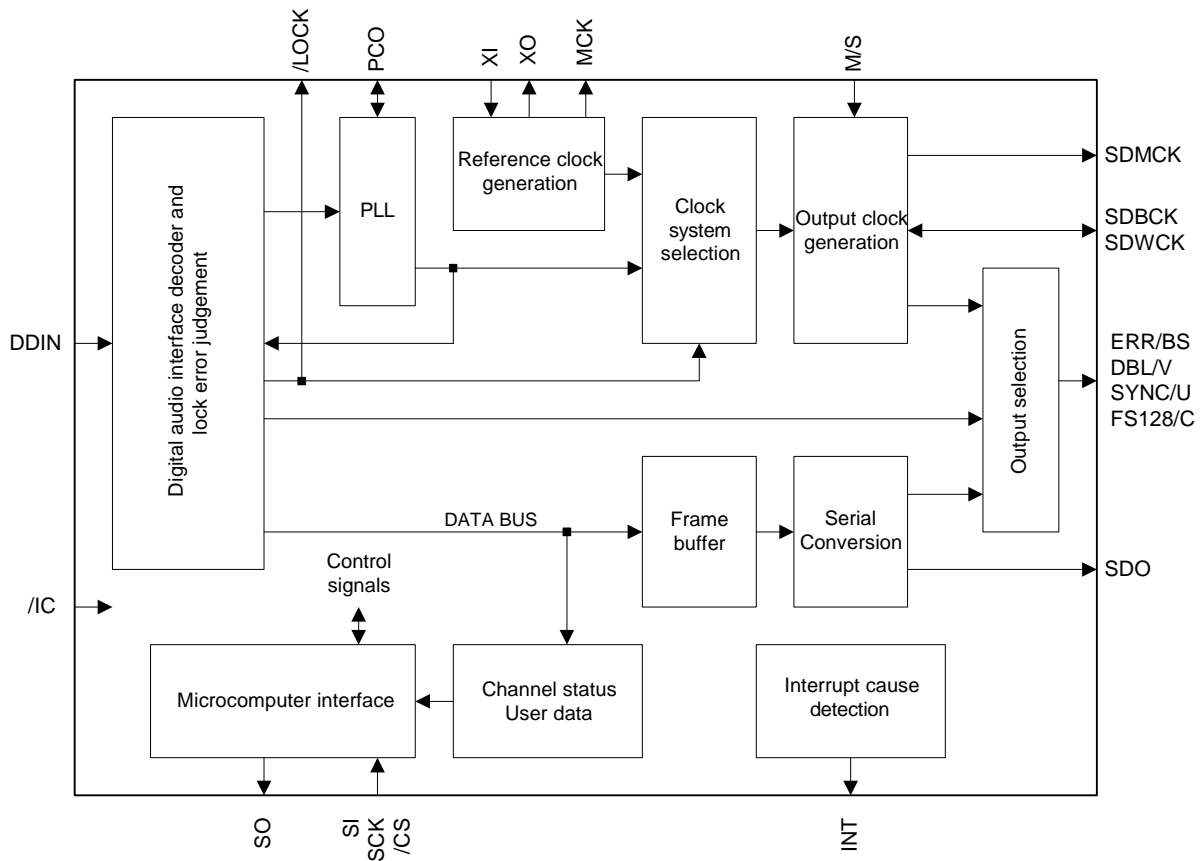 /LOCK
PCO
XI
XO
MCK
M/S
Digital audio interface decoder and
lock error judgement
PLL
Reference clock
generation
Clock
system
selection
Output clock
generation
SDMCK
SDBCK
SDWCK
DDIN
Output selection
ERR/BS
DBL/V
SYNC/U
FS128/C
DATA BUS
Frame
buffer
Serial
Conversion
SDO
Control
signals
/IC
Microcomputer interface
Channel status
User data
Interrupt cause
detection
SO
SI
SCK
/CS
INT